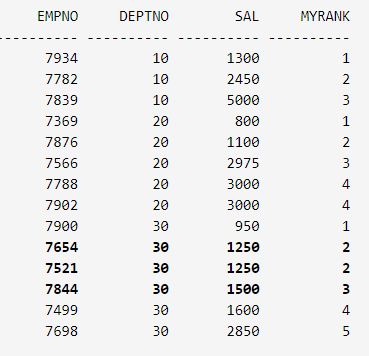 EMPNO DEPTNO SAL MYRANK
---------- ---------- ---------- ----------
7934 10 1300 1
7782 10 2450 2
7839 10 5000 3
7369 20 800 1
7876 20 1100 2
7566 20 2975 3
7788 20 3000 4
7902 20 3000 4
7900 30 950 1
7654 30 1250 2
7521 30 1250 2
7844 30 1500 3
7499 30 1600 4
7698 30 2850 5